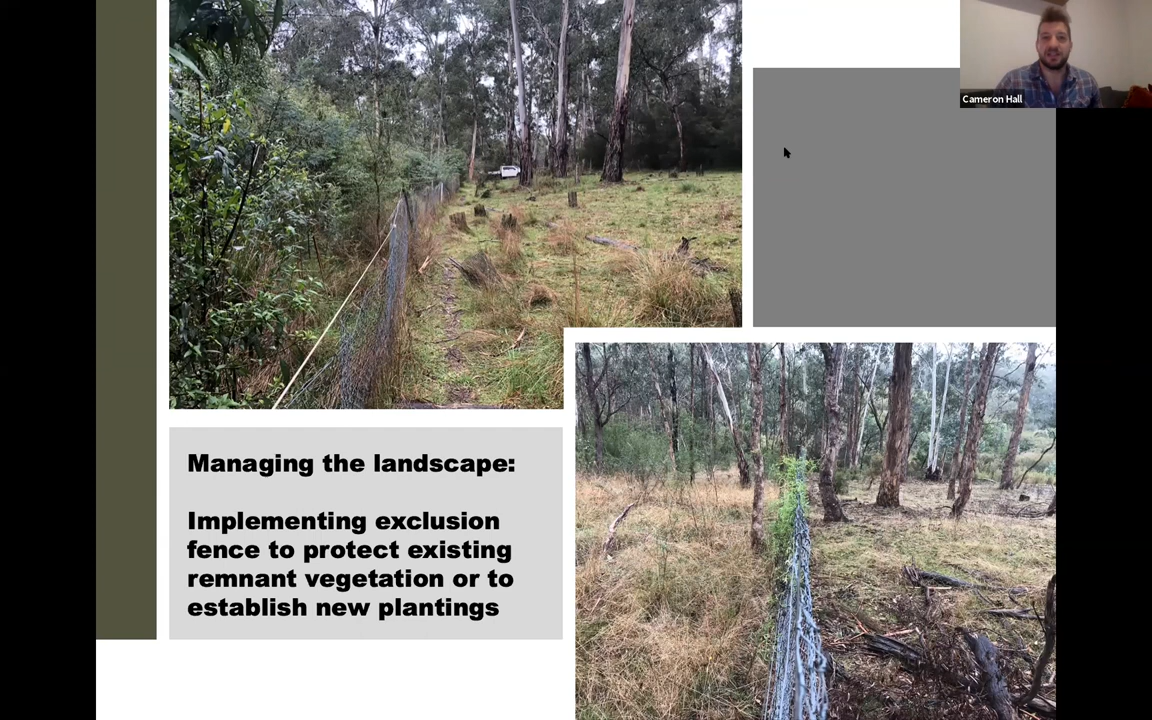 Cameron Hall
Managing the landscape:
Implementing exclusion
fence to protect existing
remnant vegetation or to
establish new plantings